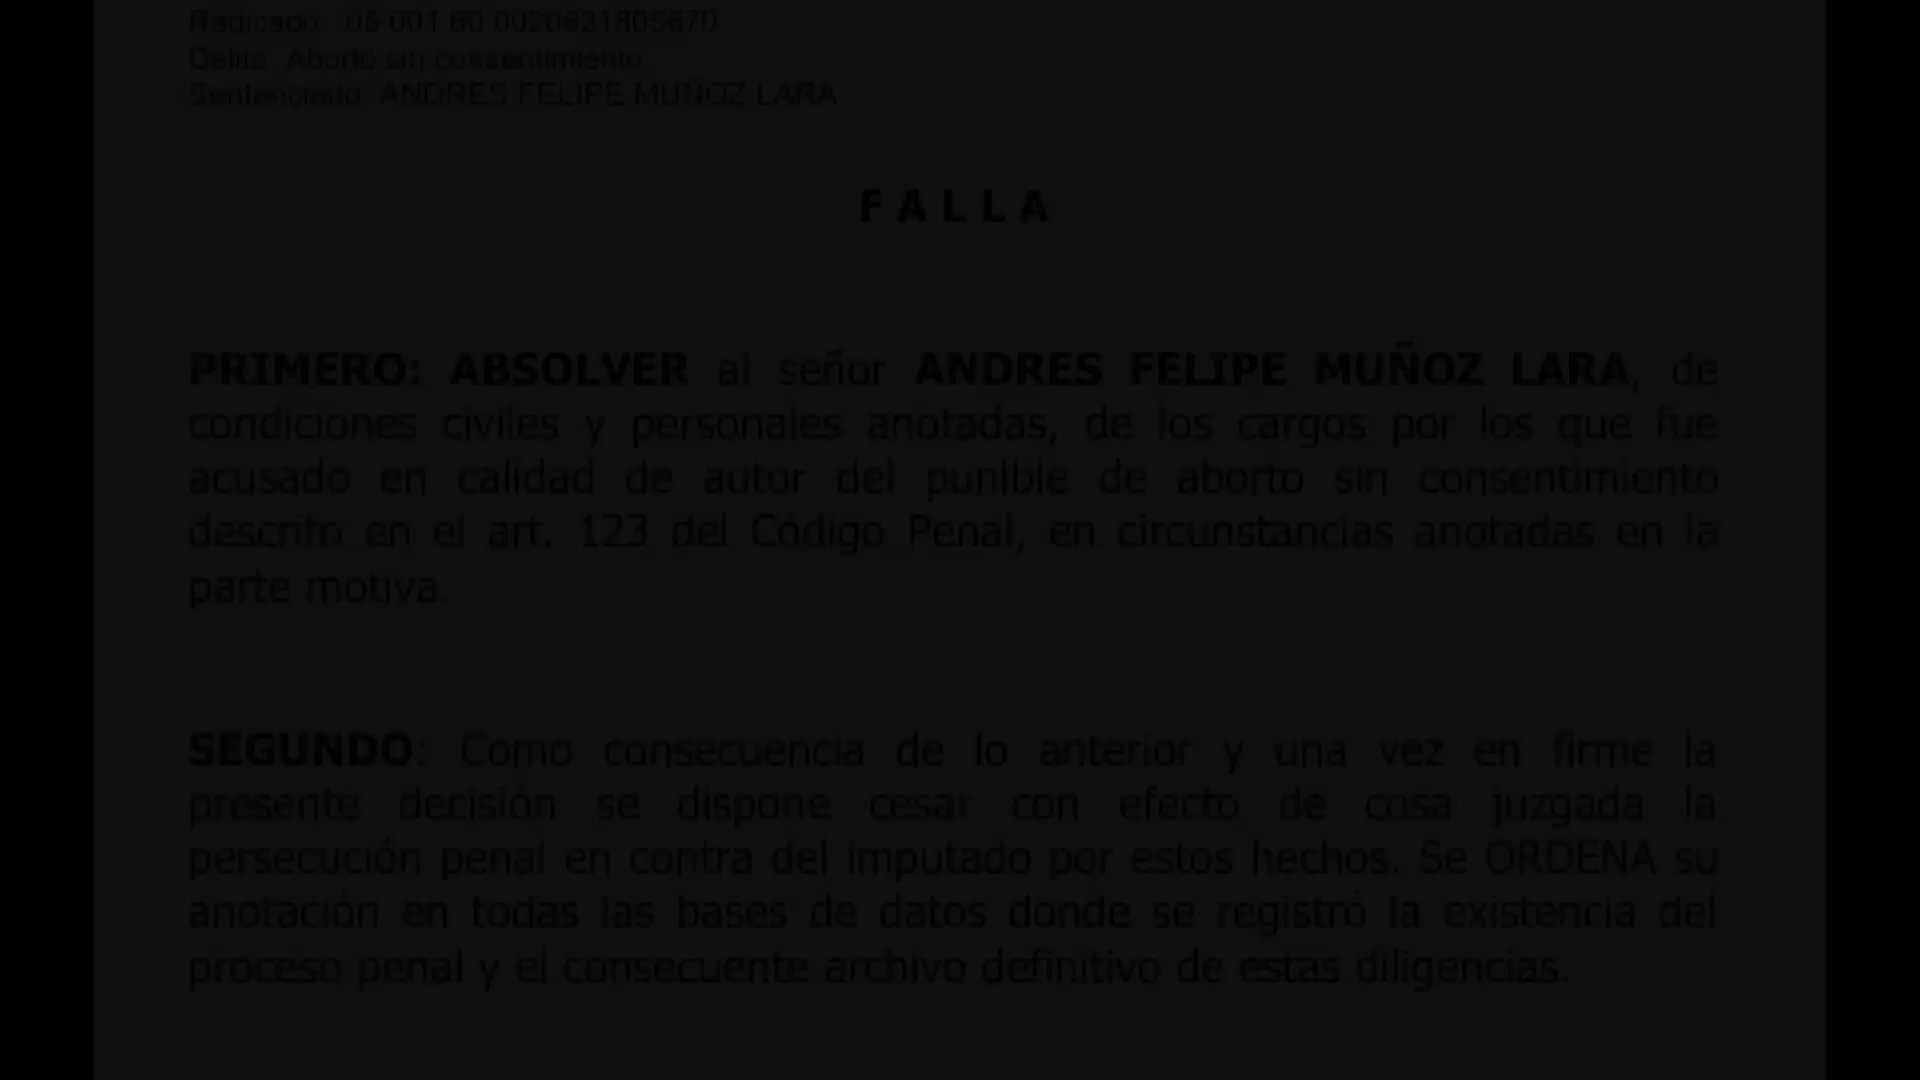 Radicado: 05 001 60 0020621805870
Delito: Aborto sin consentimiento
Sentenciado: ANDRES FELIPE MUÑOZ LARA
F A L L A
PRIMERO: ABSOLVER al señor ANDRES FELIPE MUÑOZ LARA, de
condiciones civiles y personales anotadas, de los cargos por los que fue
acusado en calidad de autor del punible de aborto sin consentimiento
descrito en el art. 123 del Código Penal, en circunstancias anotadas en la
parte motiva.
SEGUNDO: Como consecuencia de lo anterior y una vez en firme la
presente decisión se dispone cesar con efecto de cosa juzgada la
persecución penal en contra del imputado por estos hechos. Se ORDENA su
anotación en todas las bases de datos donde se registró la existencia del
proceso penal y el consecuente archivo definitivo de estas diligencias.